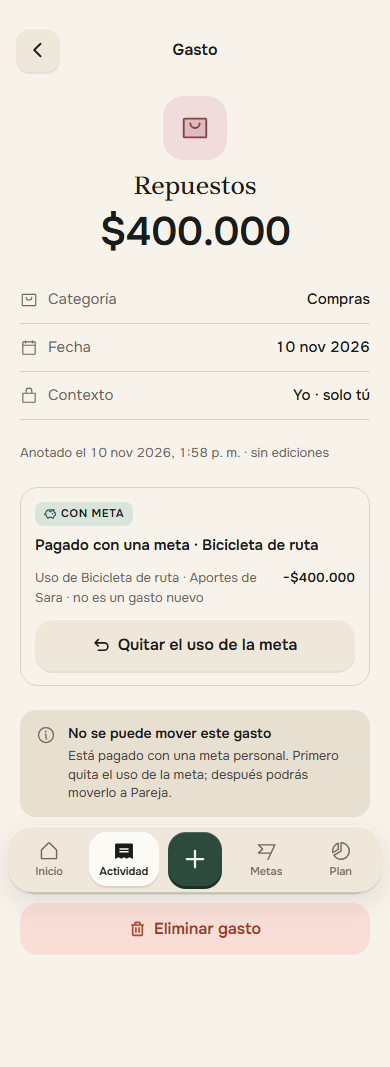 Gasto
Repuestos
$400.000
Categoría
Compras
Fecha
10 nov 2026
Contexto
Yo · solo tú
Anotado el 10 nov 2026, 1:58 p. m. · sin ediciones
CON META
Pagado con una meta · Bicicleta de ruta
Uso de Bicicleta de ruta · Aportes de
Sara · no es un gasto nuevo
-$400.000
Quitar el uso de la meta
No se puede mover este gasto
Está pagado con una meta personal. Primero
quita el uso de la meta; después podrás
moverlo a Pareja.
Inicio
Actividad
Metas
Plan
Eliminar gasto